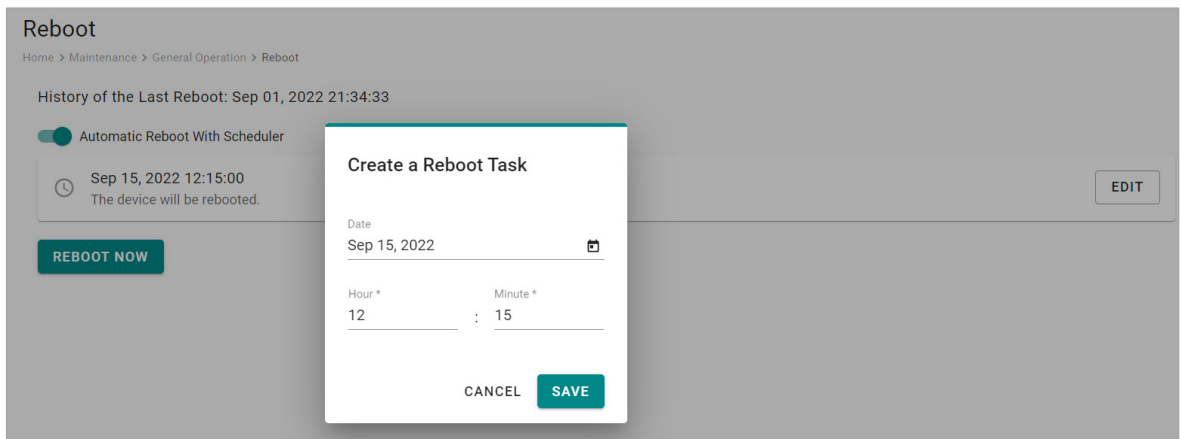 Reboot
Home > Maintenance > General Operation > Reboot
History of the Last Reboot: Sep 01, 2022 21:34:33
Automatic Reboot With Scheduler
Sep 15, 2022 12:15:00
The device will be rebooted.
EDIT
REBOOT NOW
Create a Reboot Task
Date
Sep 15, 2022
Hour * Minute *
12 : 15
CANCEL SAVE